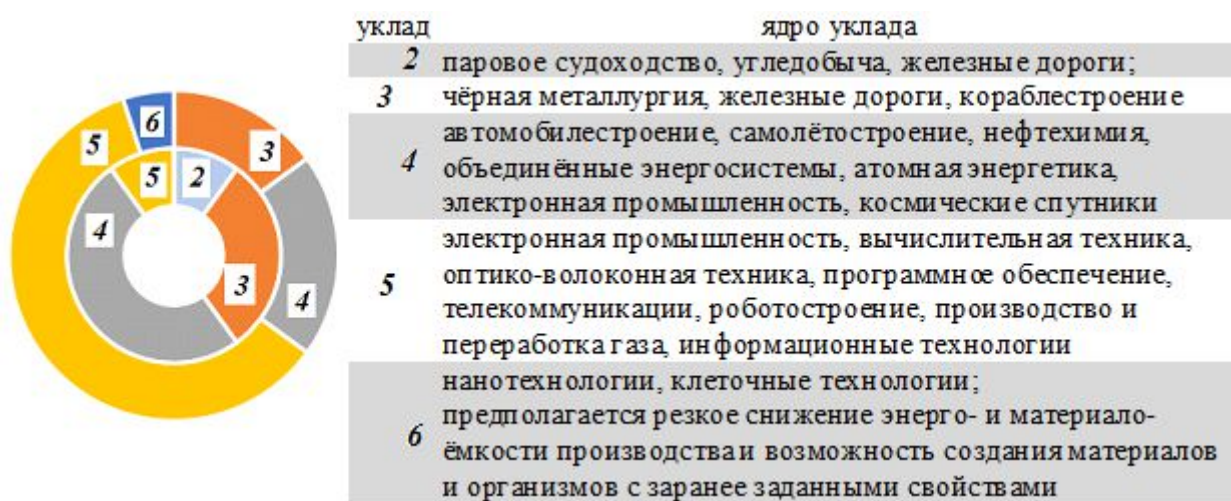 уклад ядро уклада
2 паровое судоходство, угледобыча, железные дороги;
3 чёрная металлургия, железные дороги, кораблестроение
автомобилестроение, самолётостроение, нефтехимия,
4 объединённые энергосистемы, атомная энергетика,
электронная промышленность, космические спутники
электронная промышленность, вычислительная техника,
оптико-волоконная техника, программное обеспечение,
5 телекоммуникации, роботостроение, производство и
переработка газа, информационные технологии
нанотехнологии, клеточные технологии;
предполагается резкое снижение энерго- и материало-
6 ёмкости производства и возможность создания материалов
и организмов с заранее заданными свойствами
6
5
3
5
2
4
3
4